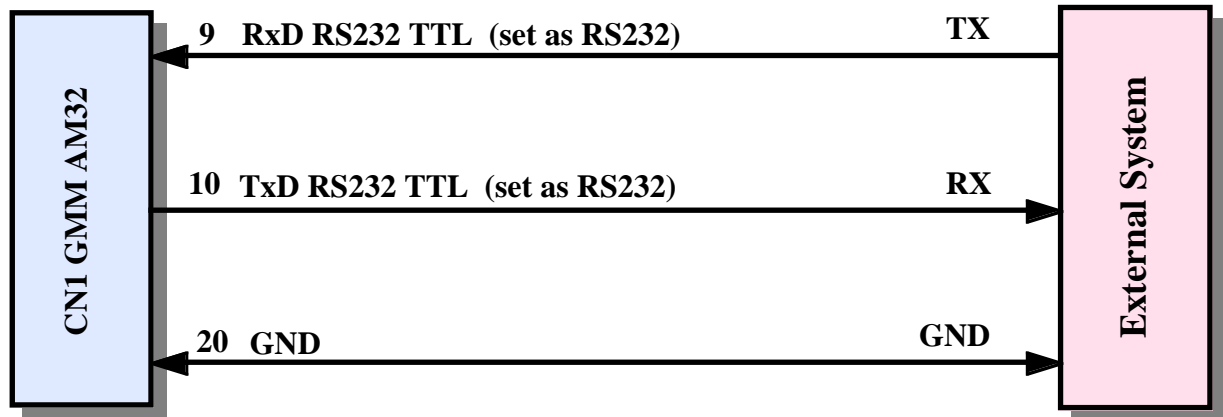 CN1 GMM AM32
9 RxD RS232 TTL (set as RS232) TX
10 TxD RS232 TTL (set as RS232) RX
20 GND GND
External System